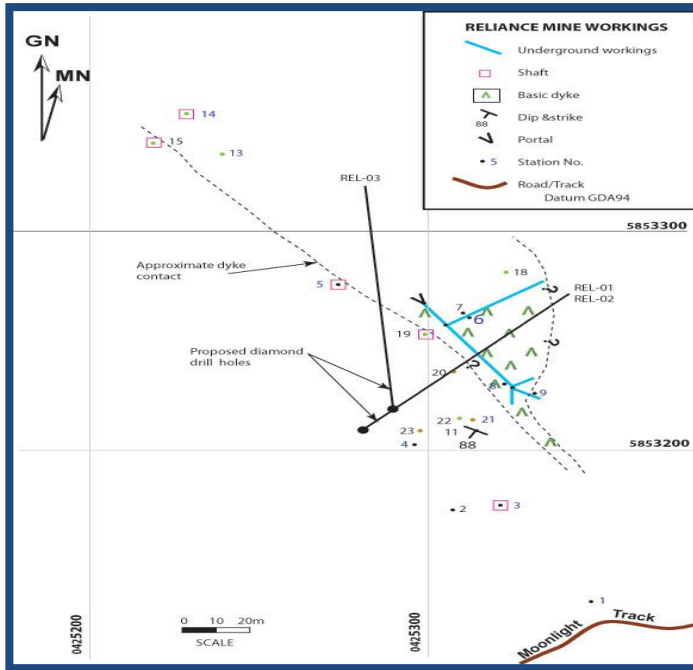 GN
MN
RELIANCE MINE WORKINGS
Underground workings
Shaft
Basic dyke
88
Dip &strike
Portal
5
Station No.
Road/Track
Datum GDA94
14
15
13
REL-03
5853300
Approximate dyke
contact
18
5
7
6
REL-01
REL-02
?
19
?
Proposed diamond
drill holes
20
?
8
9
22
21
23
11
4
88
5853200
2
3
1
0425200
0425300
0 10 20m
SCALE
Moonlight Track